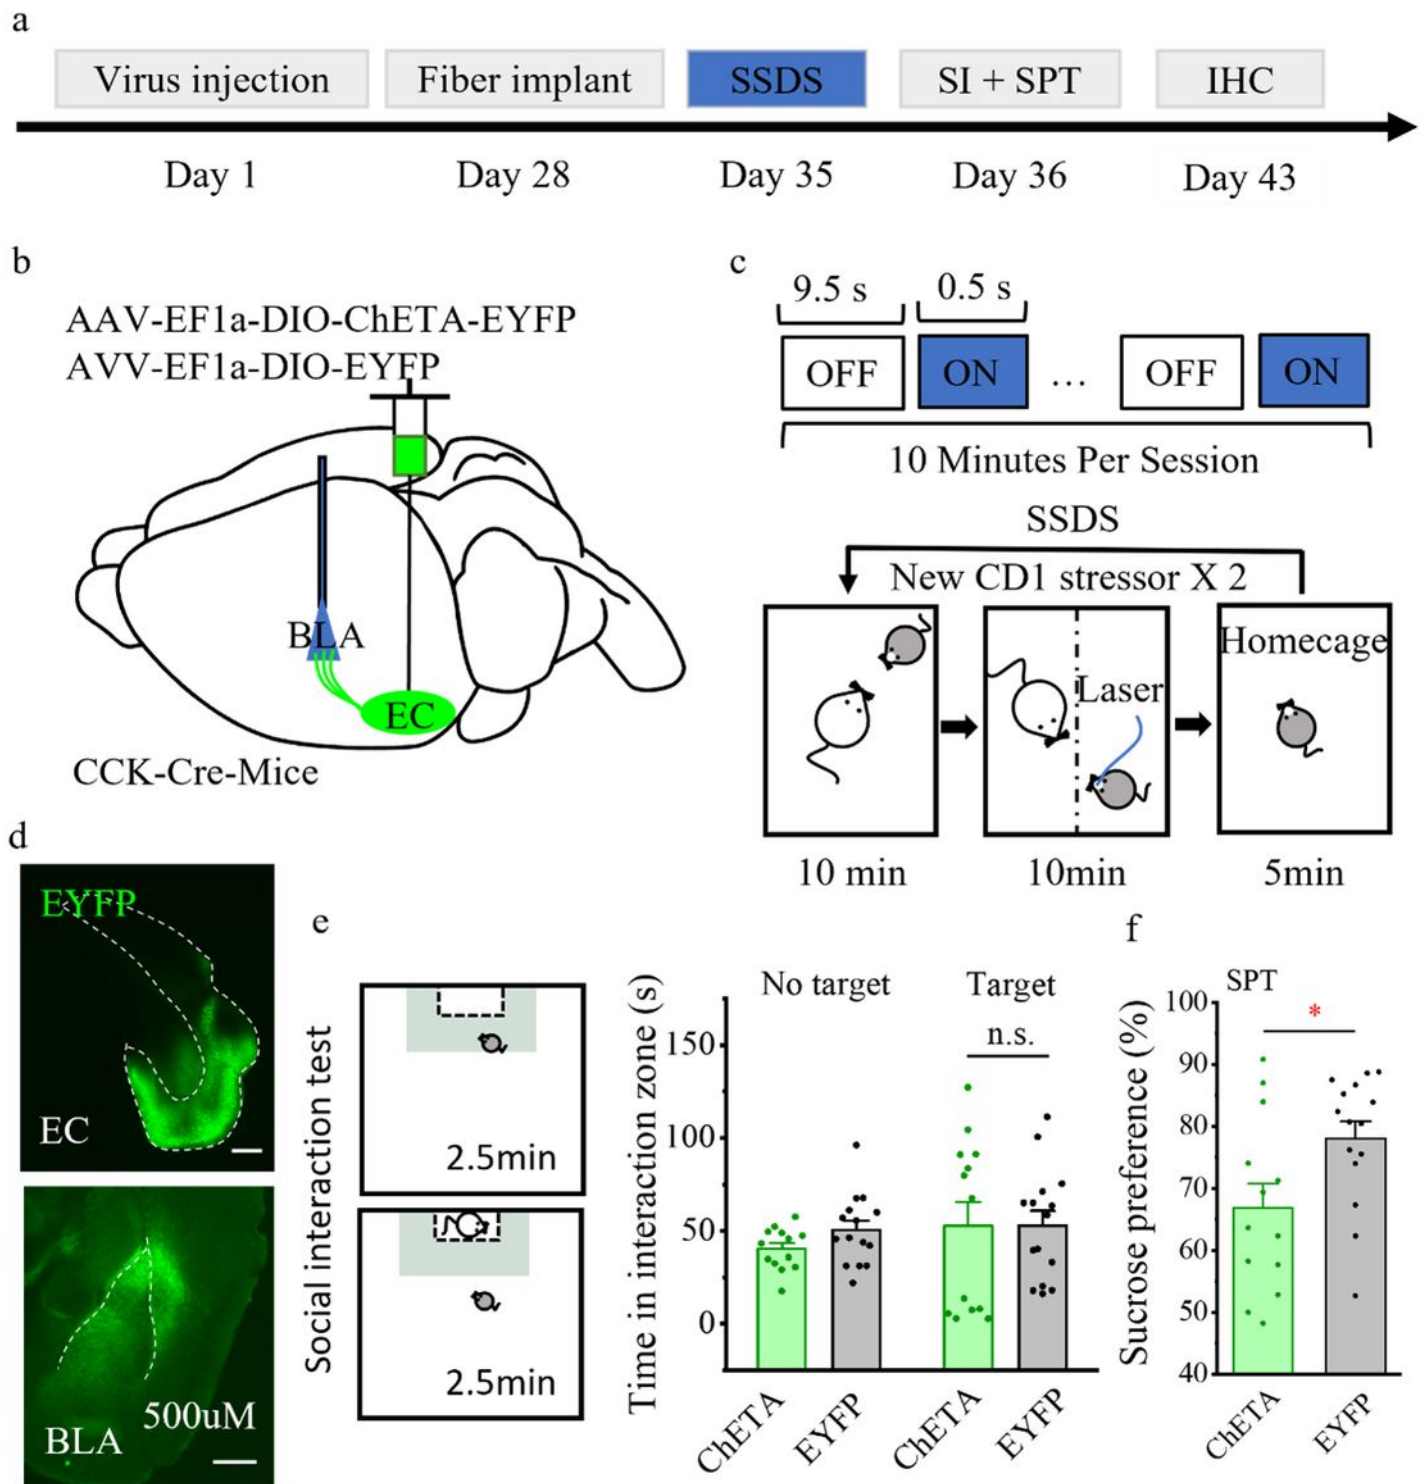 a
Virus injection
Fiber implant
SSDS
SI + SPT
IHC
Day 1
Day 28
Day 35
Day 36
Day 43
b
AAV-EF1a-DIO-ChETA-EYFP
AVV-EF1a-DIO-EYFP
BLA
EC
CCK-Cre-Mice
c
9.5 s
0.5 s
OFF
ON
...
OFF
ON
10 Minutes Per Session
SSDS
New CD1 stressor X 2
Laser
Homecage
10 min
10min
5min
d
EYFP
EC
500uM
BLA
e
Social interaction test
2.5min
2.5min
Time in interaction zone (s)
No target
Target
n.s.
150
100
50
0
ChETA
EYFP
ChETA
EYFP
f
SPT
*
Sucrose preference (%)
100
90
80
70
60
50
40
ChETA
EYFP